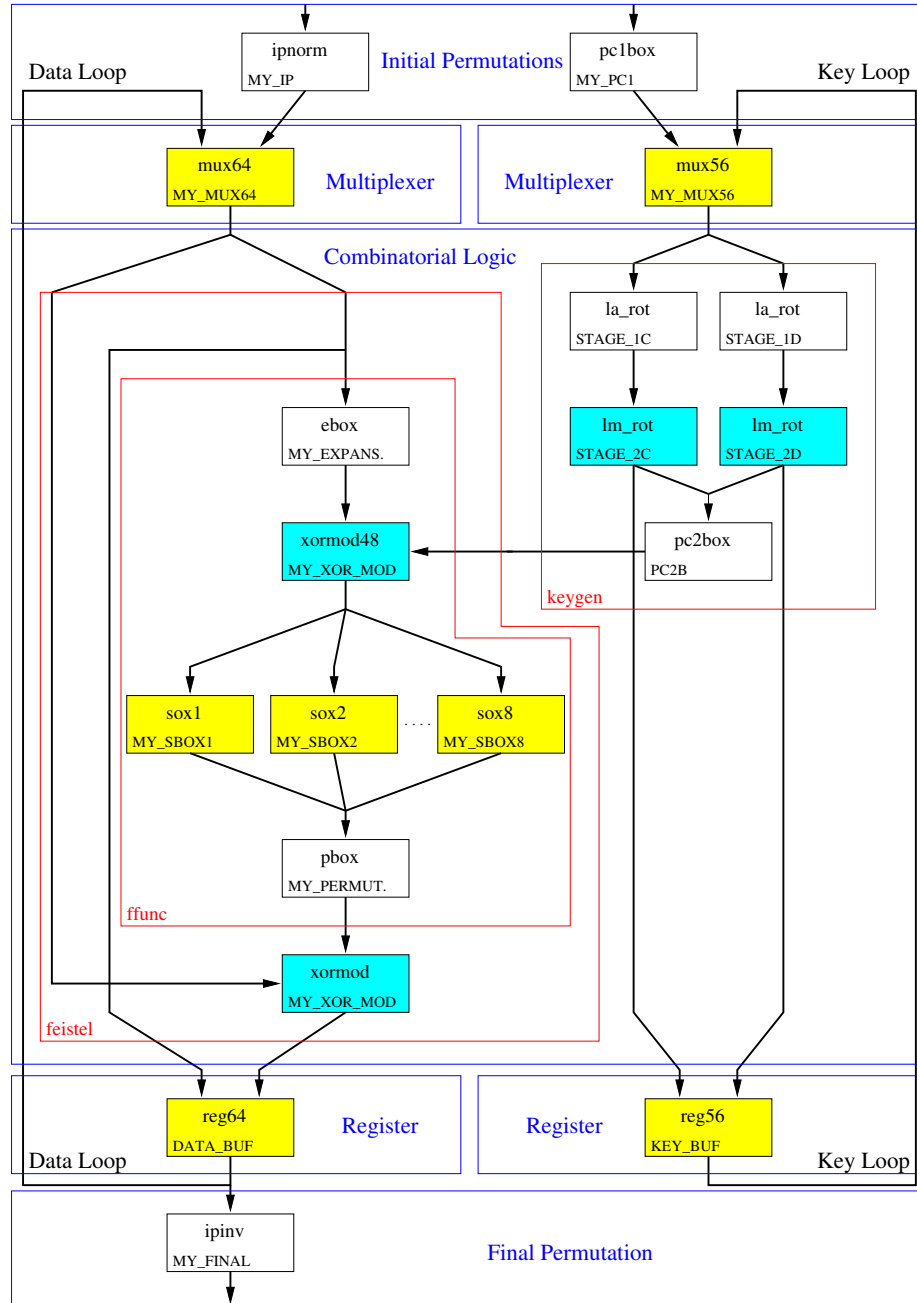 ipnorm
MY_IP
Initial Permutations
pc1box
MY_PC1
Data Loop
Key Loop
mux64
MY_MUX64
Multiplexer
Multiplexer
mux56
MY_MUX56
Combinatorial Logic
la_rot
STAGE_1C
la_rot
STAGE_1D
ebox
MY_EXPANS.
lm_rot
STAGE_2C
lm_rot
STAGE_2D
xormod48
MY_XOR_MOD
pc2box
PC2B
keygen
sox1
MY_SBOX1
sox2
MY_SBOX2
. . . .
sox8
MY_SBOX8
pbox
MY_PERMUT.
ffunc
xormod
MY_XOR_MOD
feistel
reg64
DATA_BUF
Register
Register
reg56
KEY_BUF
Data Loop
Key Loop
ipinv
MY_FINAL
Final Permutation